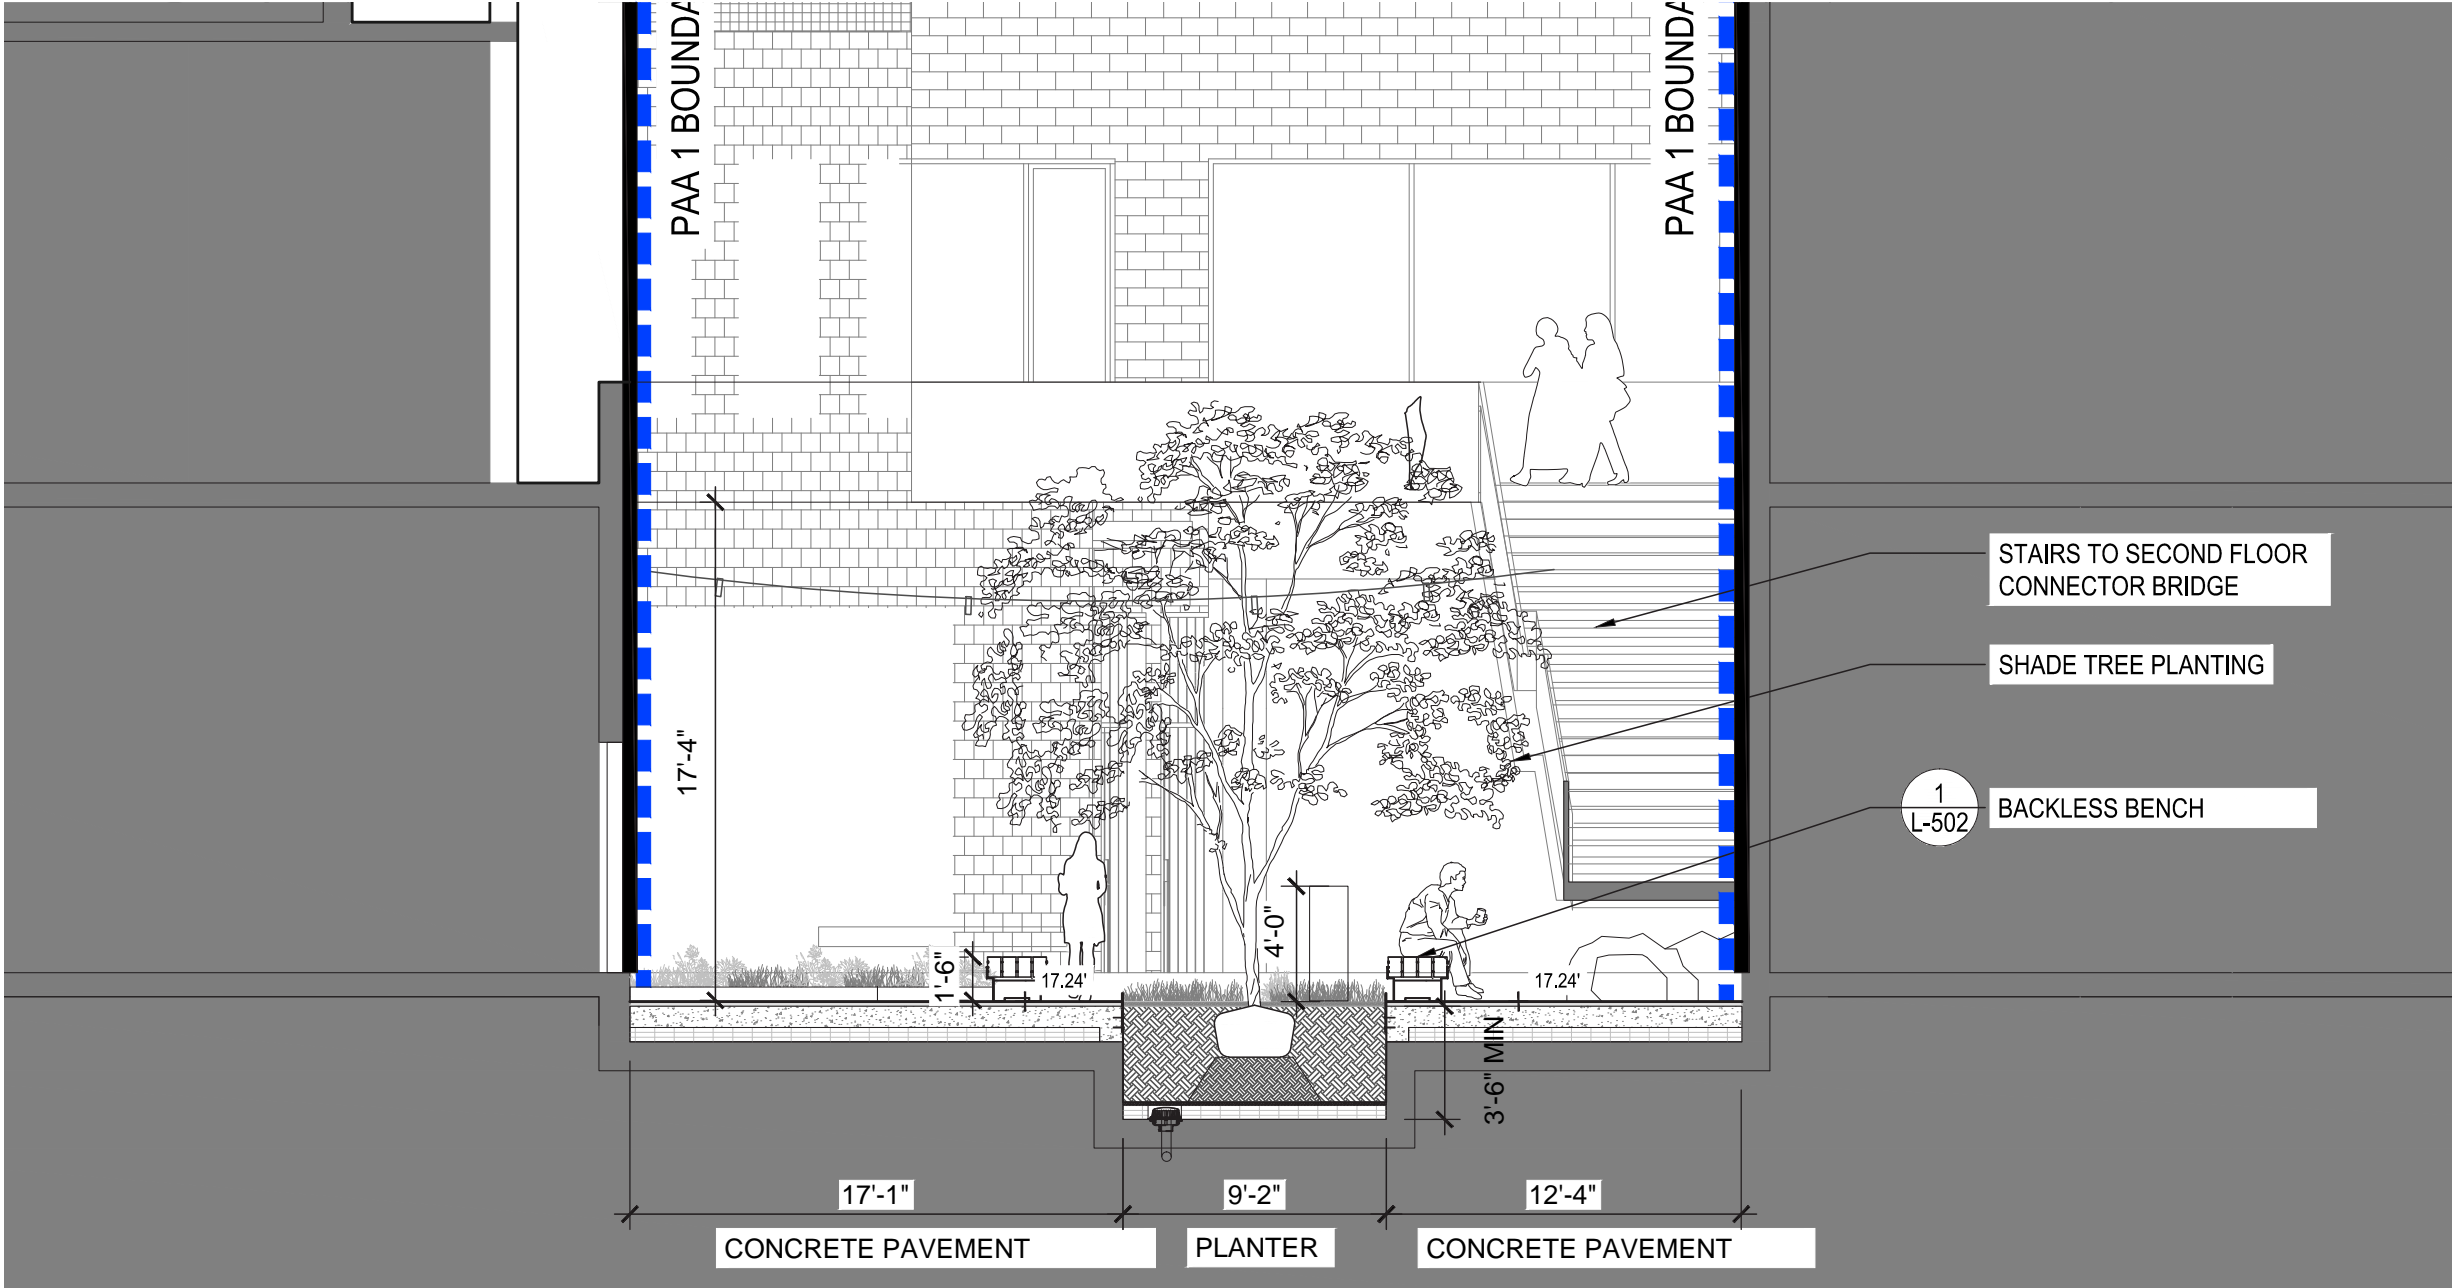 PAA 1 BOUNDA
PAA 1 BOUNDA
STAIRS TO SECOND FLOOR
CONNECTOR BRIDGE
SHADE TREE PLANTING
1
L-502
BACKLESS BENCH
17'-4"
4'-0"
1'-6"
17.24'
17.24'
3'-6" MIN
17'-1"
9'-2"
12'-4"
CONCRETE PAVEMENT
PLANTER
CONCRETE PAVEMENT